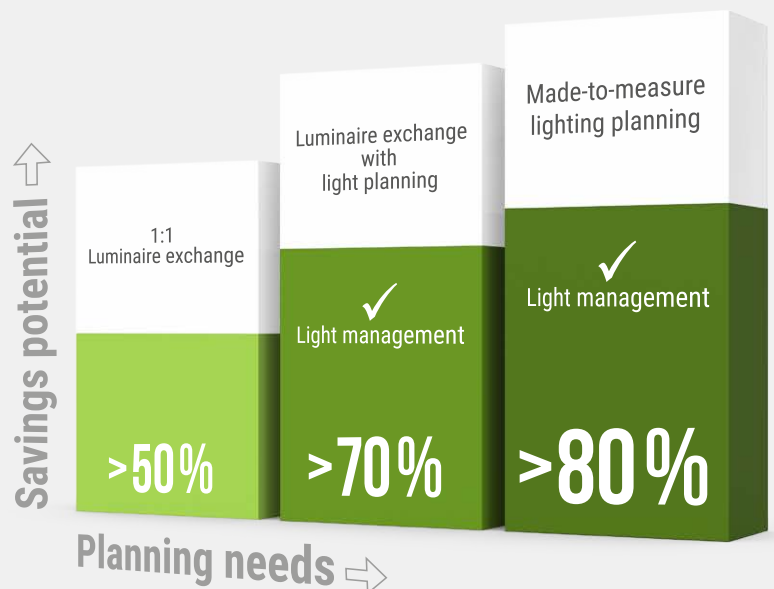 Savings potential
1:1
Luminaire exchange
>50%
Luminaire exchange
with
light planning
Light management
>70%
Made-to-measure
lighting planning
Light management
>80%
Planning needs